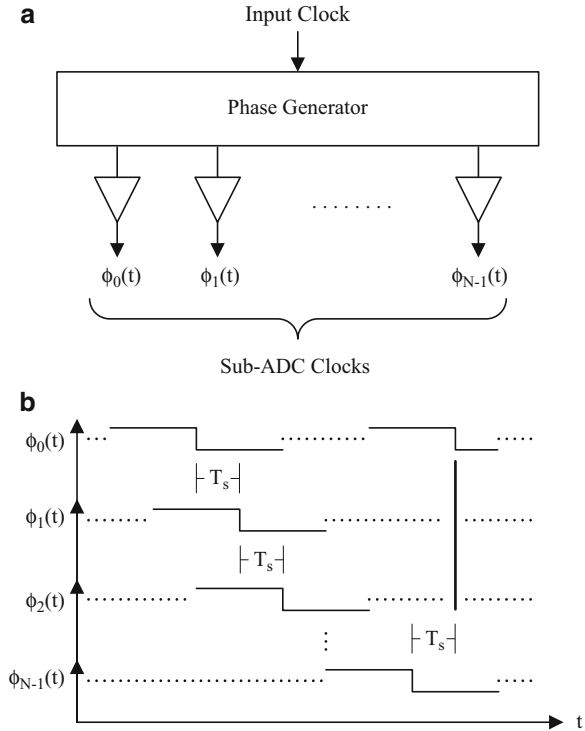 a
Input Clock
Phase Generator
. . . . . . . .
ϕ₀(t) ϕ₁(t) ϕN-1(t)
Sub-ADC Clocks
b
ϕ₀(t)
Tₛ
ϕ₁(t)
Tₛ
ϕ₂(t)
Tₛ
ϕN-1(t)
t